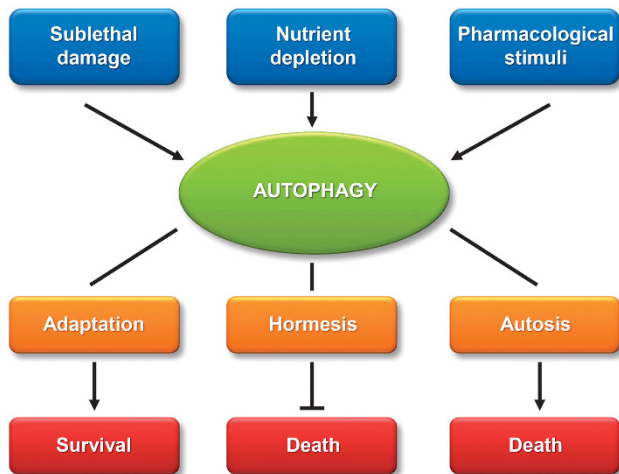 Sublethal
damage
Nutrient
depletion
Pharmacological
stimuli
AUTOPHAGY
Adaptation
Hormesis
Autosis
Survival
Death
Death